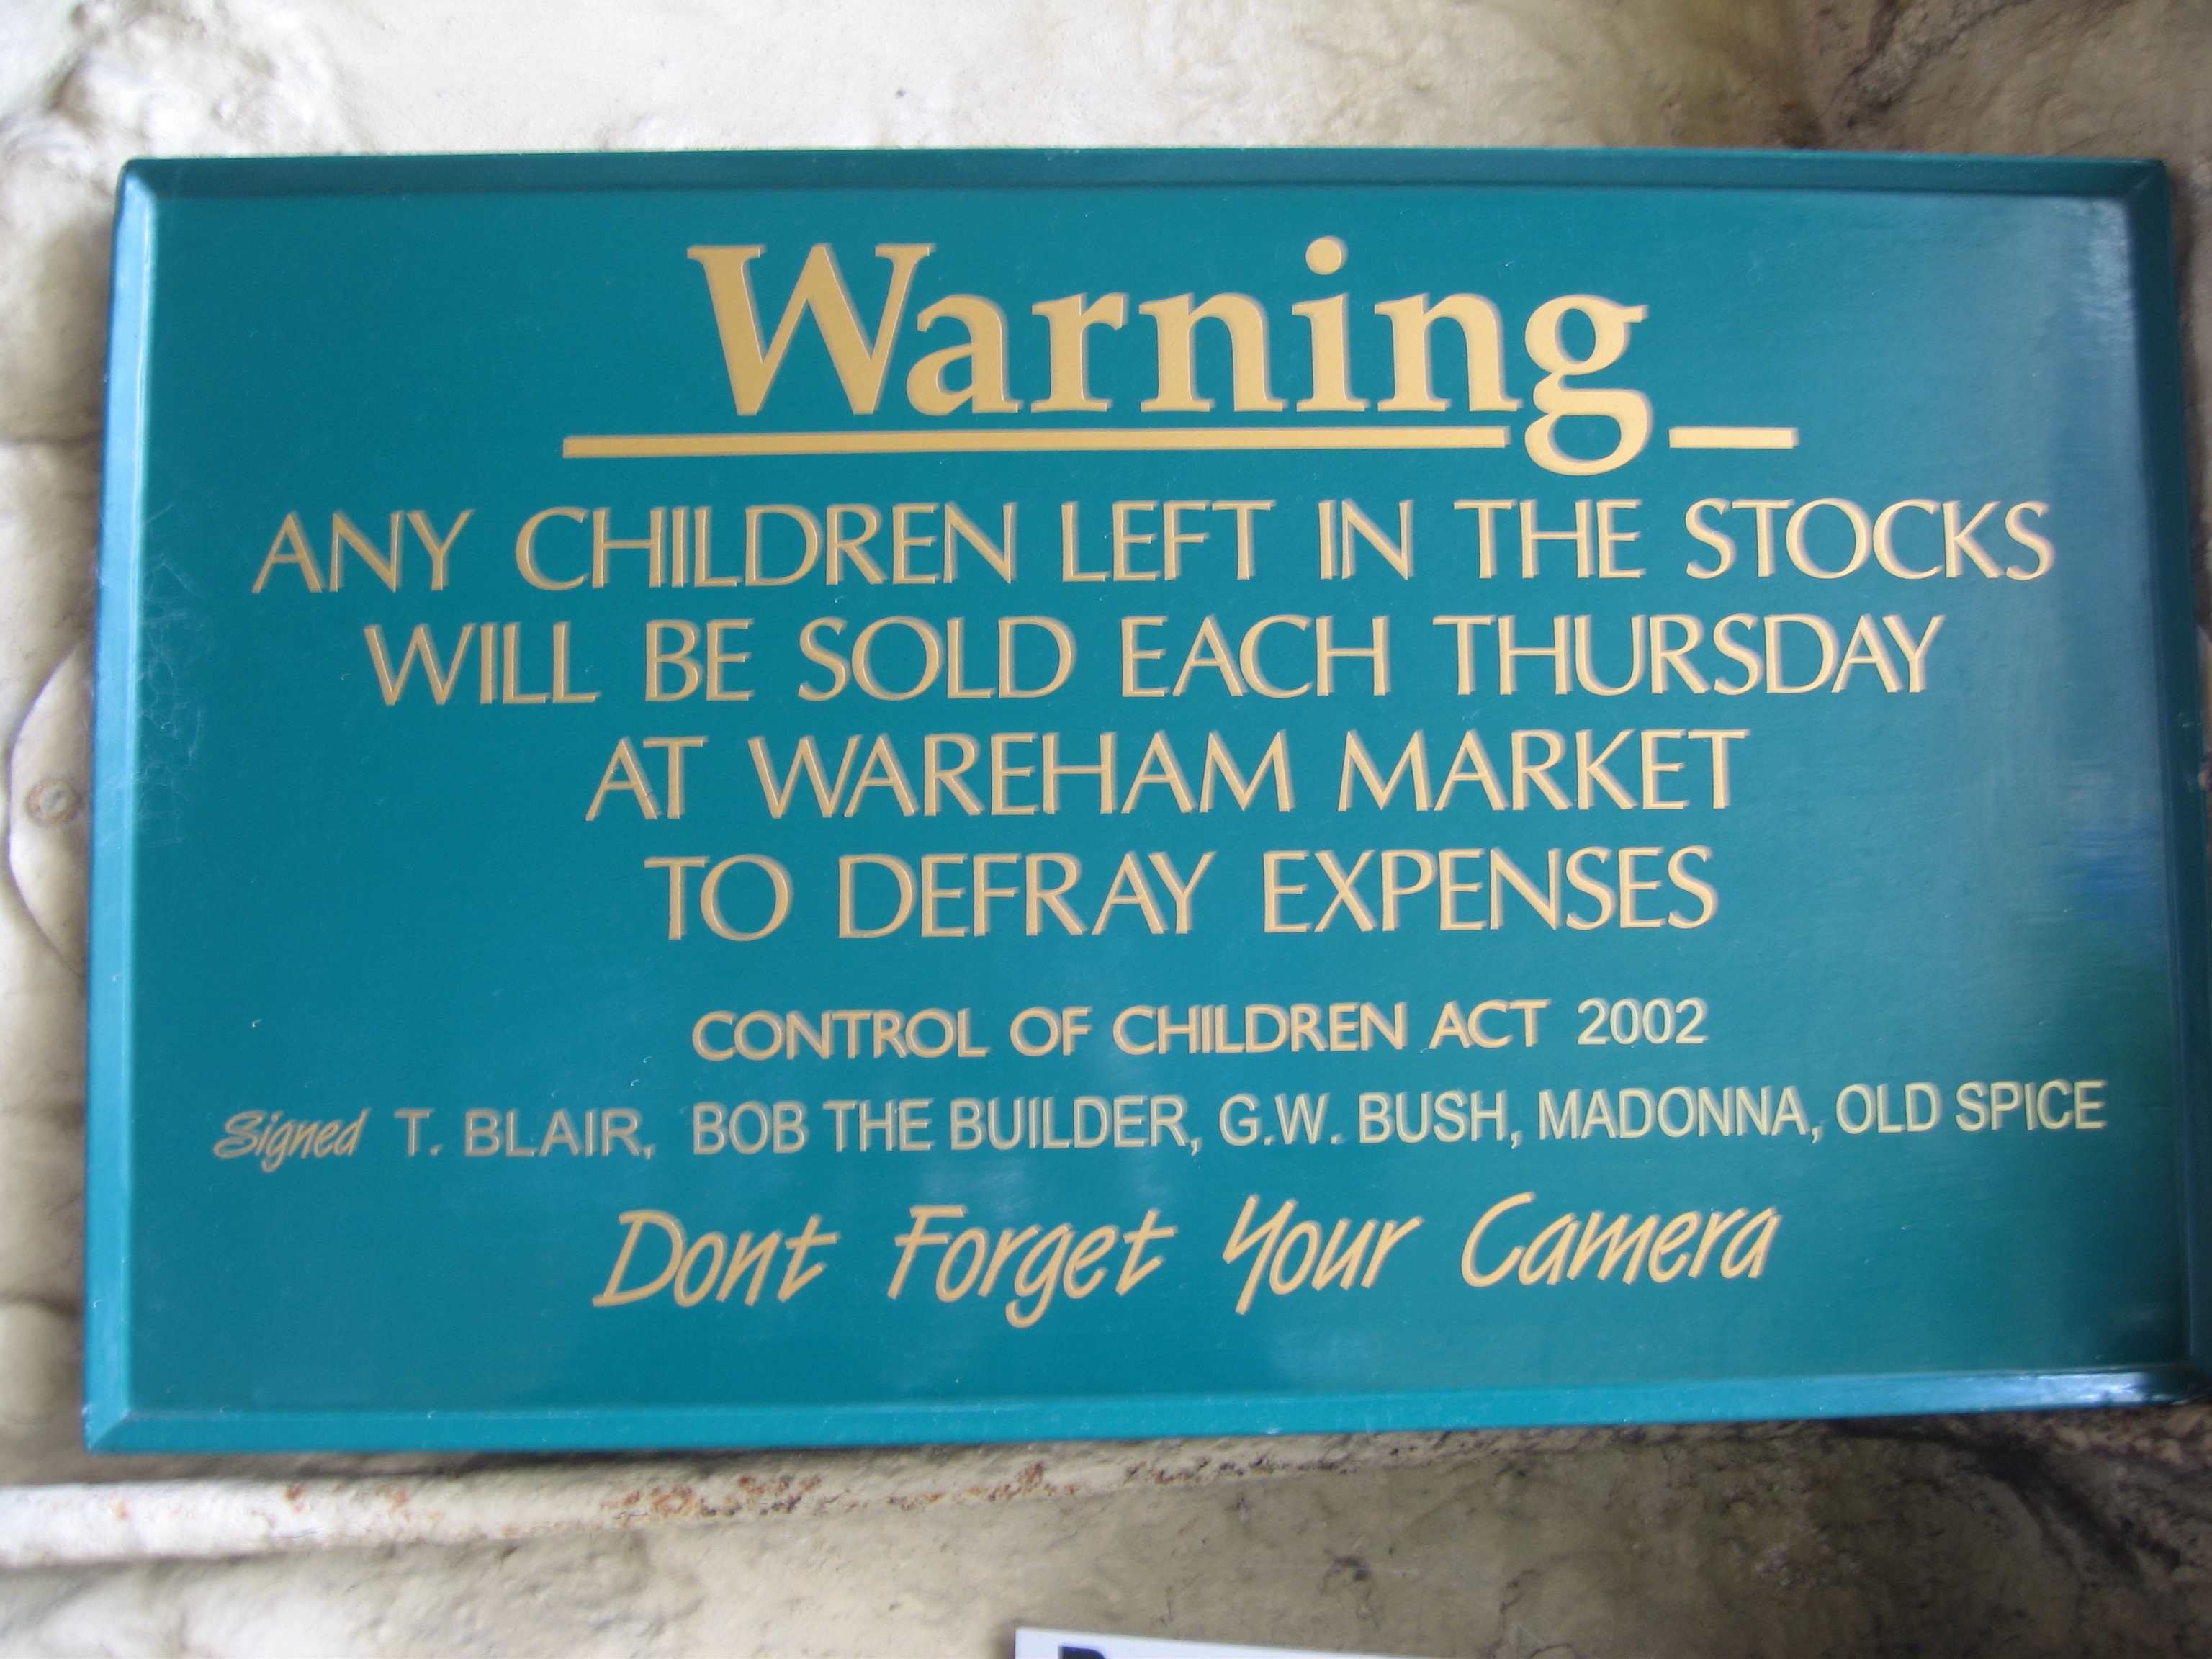 Warning
ANY CHILDREN LEFT IN THE STOCKS
WILL BE SOLD EACH THURSDAY
AT WAREHAM MARKET
TO DEFRAY EXPENSES
CONTROL OF CHILDREN ACT 2002
Signed T. BLAIR, BOB THE BUILDER, G.W. BUSH, MADONNA, OLD SPICE
Dont Forget Your Camera